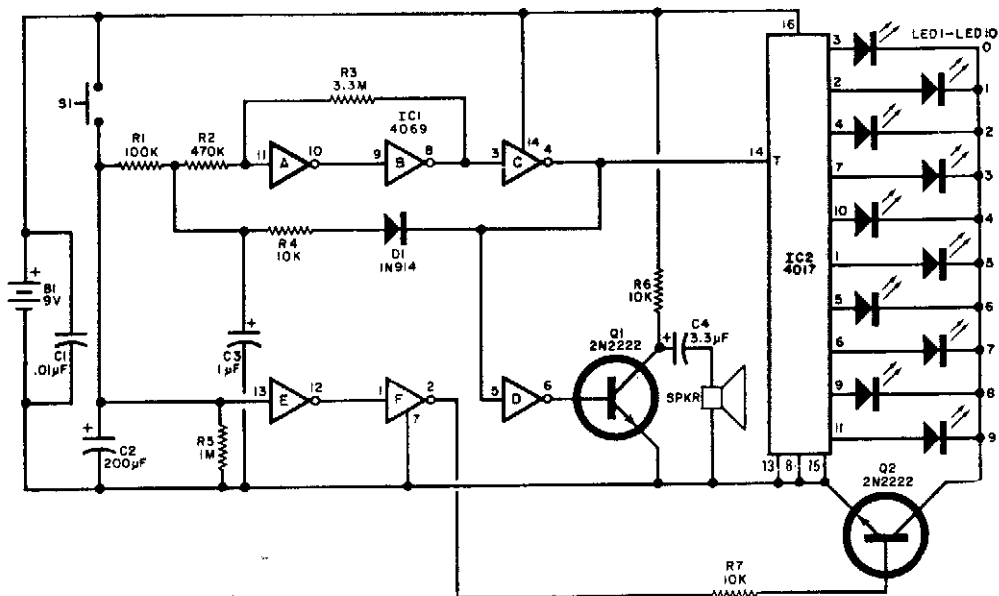 16
LED1-LED10
3
0
S1
R3
3.3M
2
1
IC1
4069
R1
100K
R2
470K
11
A
10
9
B
8
3
C
14
4
14
T
4
2
7
3
10
4
R4
10K
D1
1N914
IC2
4017
1
5
+
B1
9V
R6
10K
5
6
C1
.01µF
+
C3
1µF
Q1
2N2222
+
C4
3.3µF
6
7
13
E
12
1
F
2
7
5
D
6
SPKR
9
8
+
C2
200µF
R5
1M
11
9
13
8
15
Q2
2N2222
R7
10K